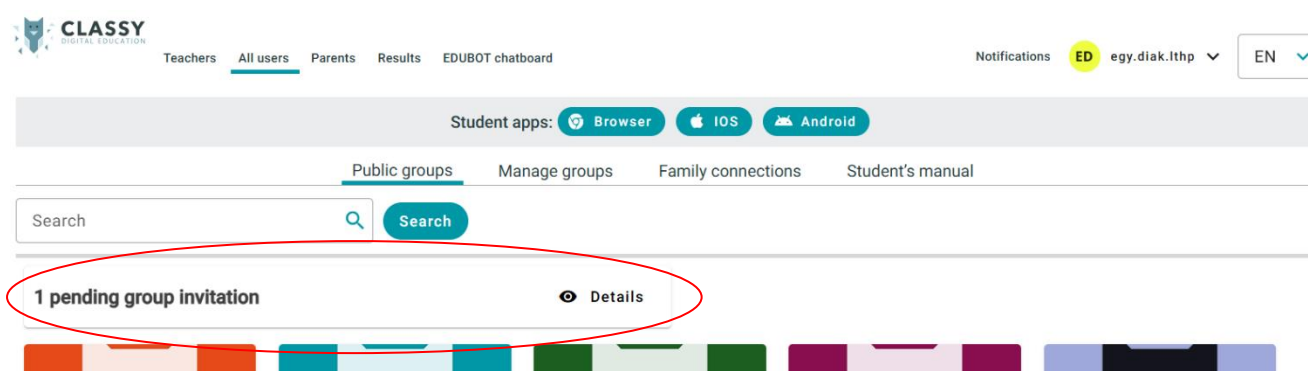 CLASSY
DIGITAL EDUCATION
Teachers All users Parents Results EDUBOT chatboard Notifications ED egy.diak.lthp EN
Student apps: Browser IOS Android
Public groups Manage groups Family connections Student's manual
Search Search
1 pending group invitation Details